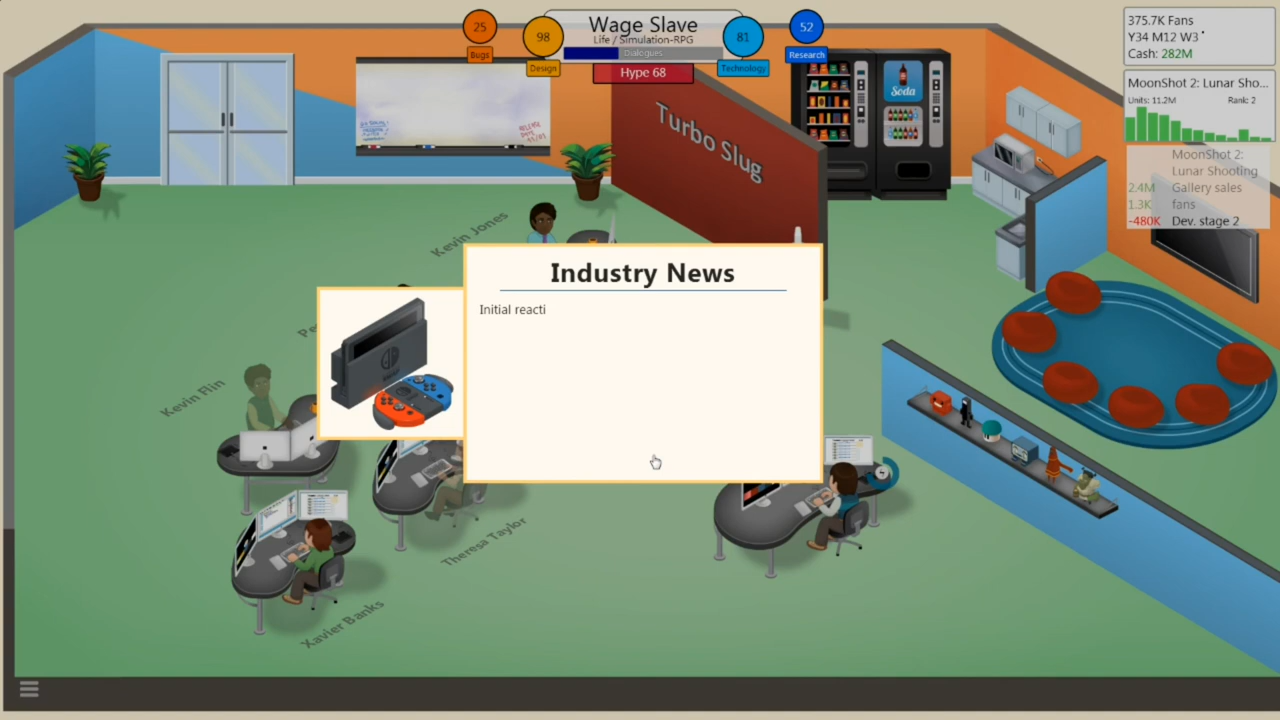 25
Bugs
98
Design
Wage Slave
Life / Simulation-RPG
Dialogues
Hype 68
81
Technology
52
Research
375.7K Fans
Y34 M12 W3
Cash: 282M
MoonShot 2: Lunar Sho...
Units: 11.2M Rank 2
MoonShot 2:
Lunar Shooting
2.4M Gallery sales
1.3K fans
-480K Dev. stage 2
Turbo Slug
Soda
Kevin Jones
Industry News
Initial reacti
Kevin Flin
Theresa Taylor
Xavier Banks